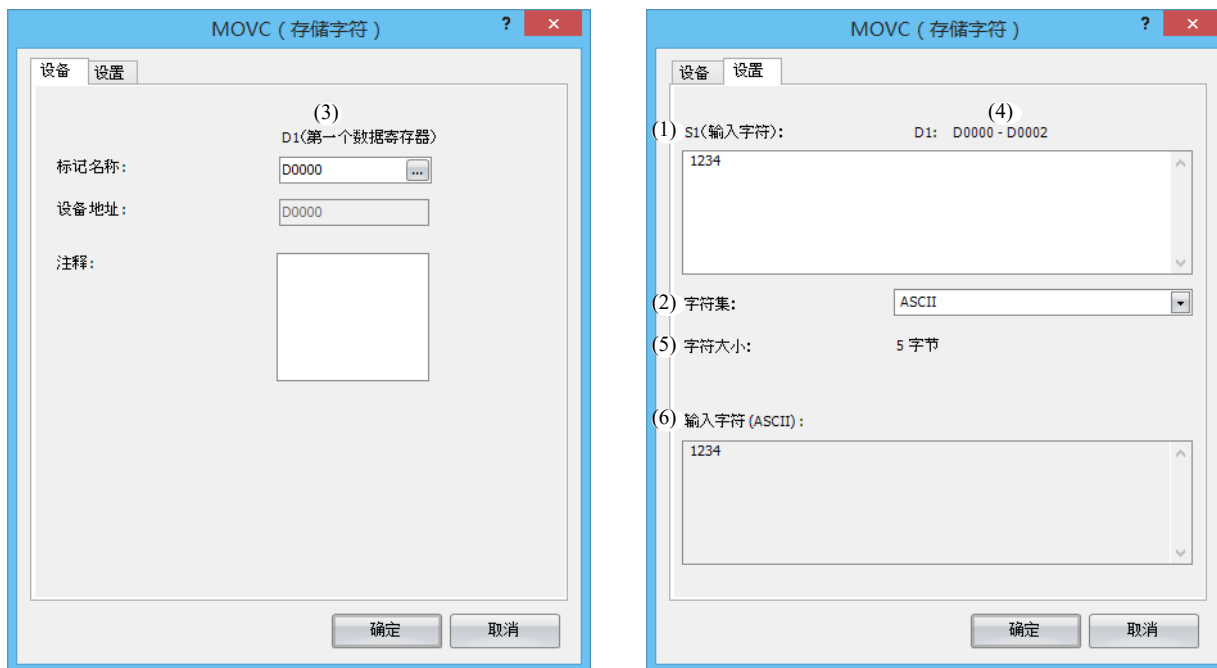 MOVC ( 存储字符 )
?
×
设备
设置
(3)
D1(第一个数据寄存器)
标记名称:
D0000
...
设备地址:
D0000
注释:
确定
取消
MOVC ( 存储字符 )
?
×
设备
设置
(4)
(1) S1(输入字符): D1: D0000 - D0002
1234
(2) 字符集: ASCII
(5) 字符大小: 5 字节
(6) 输入字符 (ASCII) :
1234
确定
取消